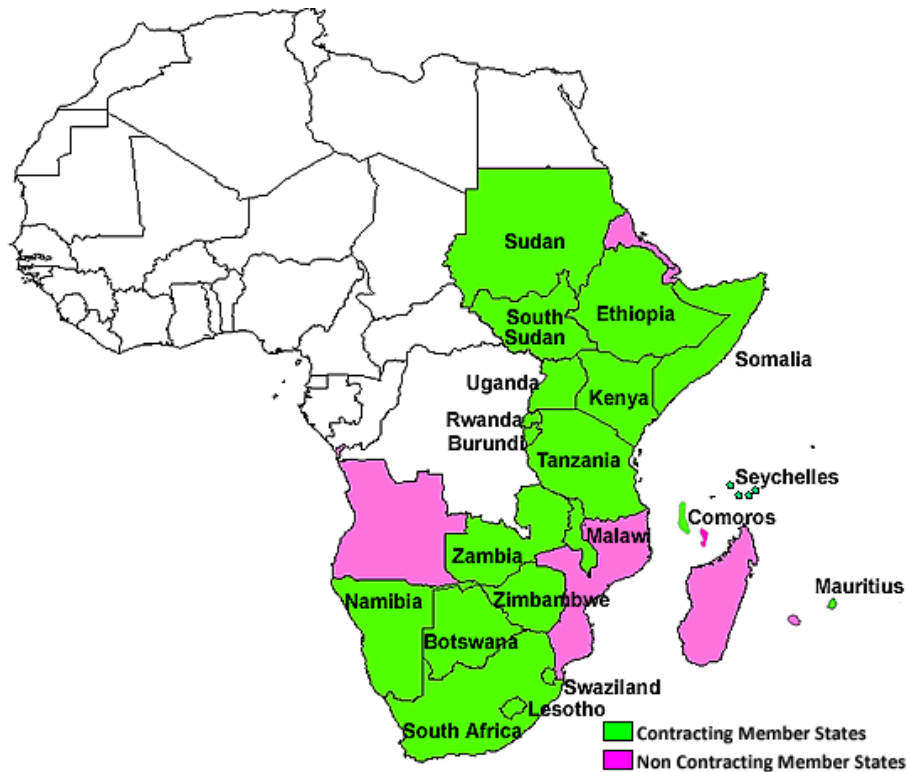 Sudan
South
Sudan
Ethiopia
Somalia
Uganda
Kenya
Rwanda
Burundi
Tanzania
Seychelles
Comoros
Malawi
Zambia
Mauritius
Namibia
Zimbambwe
Botswana
Swaziland
Lesotho
South Africa
Contracting Member States
Non Contracting Member States